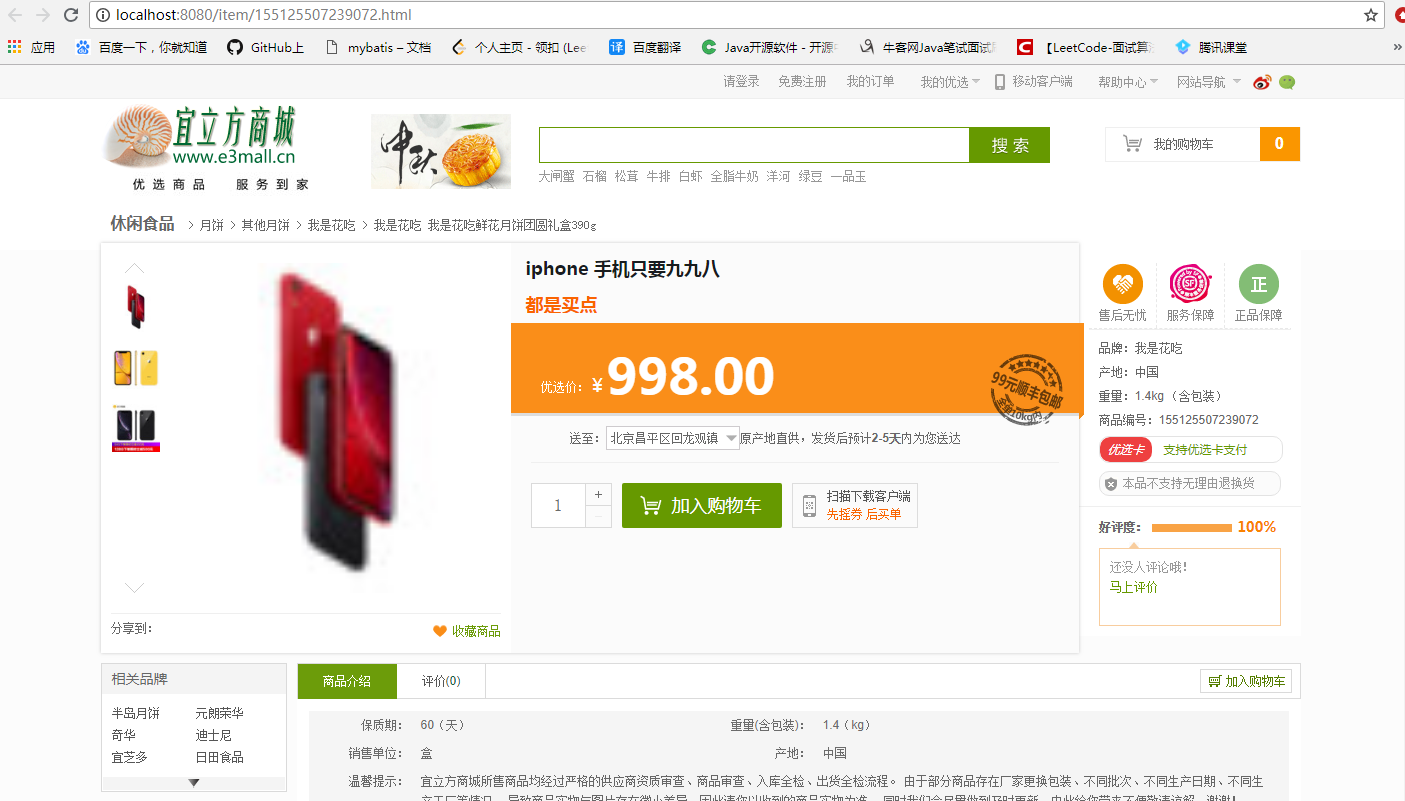 localhost:8080/item/155125507239072.html
应用 百度一下，你就知道 GitHub上 mybatis – 文档 个人主页 - 领扣 (Lee 百度翻译 Java开源软件 - 开源 牛客网Java笔试面试 【LeetCode-面试算 腾讯课堂 »
请登录 免费注册 我的订单 我的优选 移动客户端 帮助中心 网站导航
宜立方商城
www.e3mall.cn
优选商品 服务到家
中秋
搜 索
我的购物车 0
大闸蟹 石榴 松茸 牛排 白虾 全脂牛奶 洋河 绿豆 一品玉
休闲食品 > 月饼 > 其他月饼 > 我是花吃 > 我是花吃 我是花吃鲜花月饼团圆礼盒390g
iphone 手机只要九九八
都是买点
优选价：¥998.00
99元顺丰包邮
全场10kg内
送至： 北京昌平区回龙观镇 原产地直供，发货后预计2-5天内为您送达
1 + -
加入购物车
扫描下载客户端
先摇券 后买单
分享到：
收藏商品
SF
正
售后无忧 服务保障 正品保障
品牌：我是花吃
产地：中国
重量：1.4kg（含包装）
商品编号：155125507239072
优选卡 支持优选卡支付
本品不支持无理由退换货
好评度： 100%
还没人评论哦！
马上评价
相关品牌
半岛月饼 元朗荣华
奇华 迪士尼
宜芝多 日田食品
商品介绍 评价(0) 加入购物车
保质期： 60（天） 重量(含包装)： 1.4（kg）
销售单位： 盒 产地： 中国
温馨提示： 宜立方商城所售商品均经过严格的供应商资质审查、商品审查、入库全检、出货全检流程。 由于部分商品存在厂家更换包装、不同批次、不同生产日期、不同生